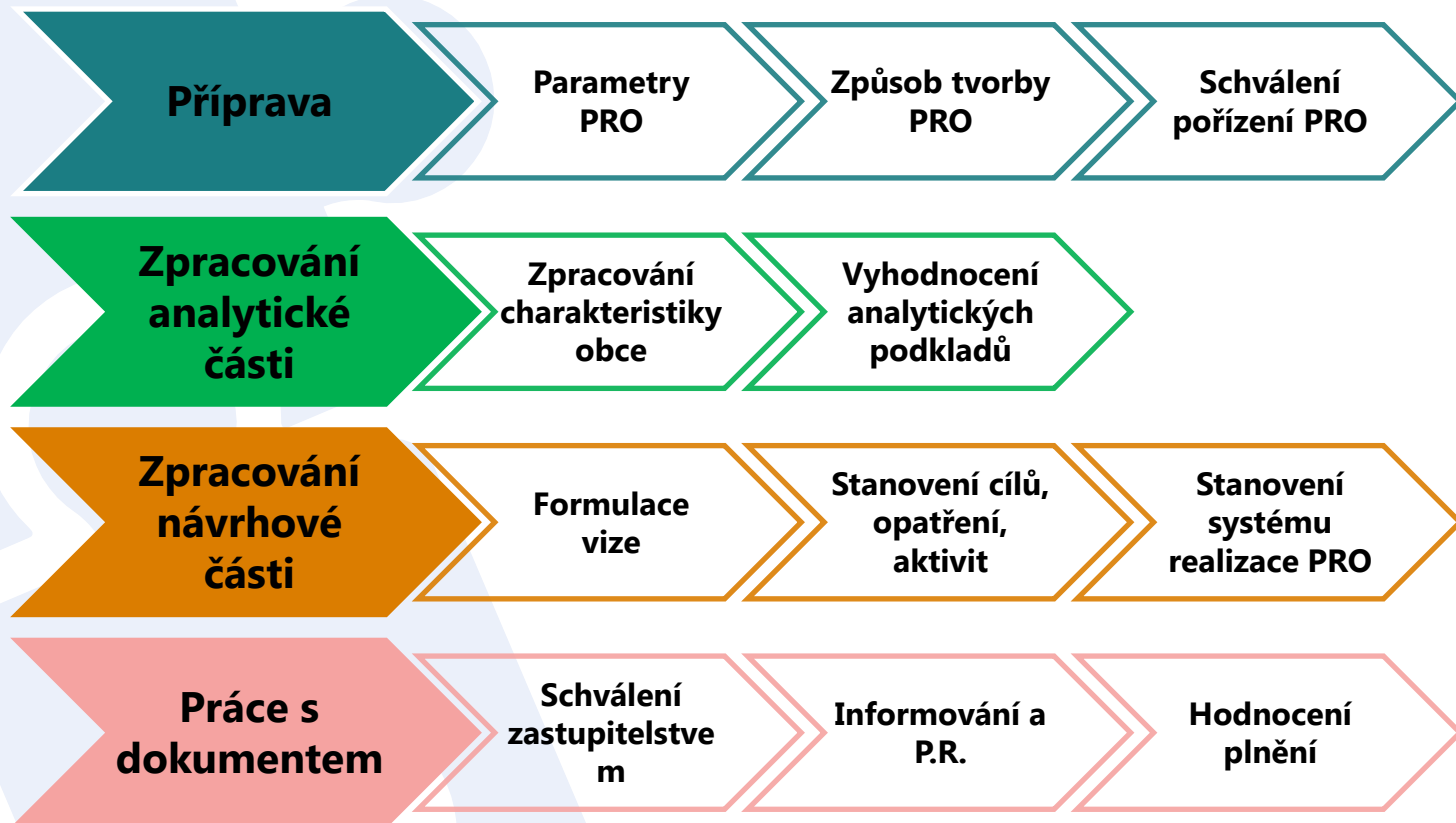 Příprava
Parametry
PRO
Způsob tvorby
PRO
Schválení
pořízení PRO
Zpracování
analytické
části
Zpracování
charakteristiky
obce
Vyhodnocení
analytických
podkladů
Zpracování
návrhové
části
Formulace
vize
Stanovení cílů,
opatření,
aktivit
Stanovení
systému
realizace PRO
Práce s
dokumentem
Schválení
zastupitelstve
m
Informování a
P.R.
Hodnocení
plnění